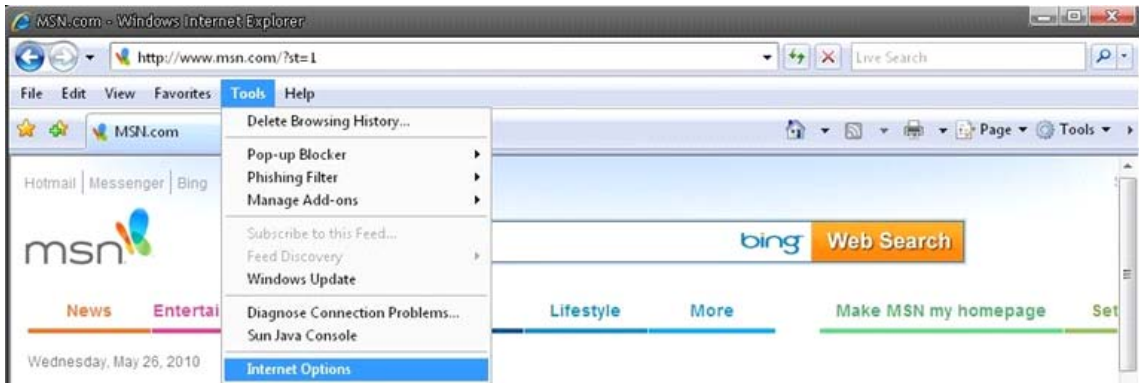 MSN.com - Windows Internet Explorer
http://www.msn.com/?st=1
Live Search
File Edit View Favorites Tools Help
MSN.com
Page Tools
Delete Browsing History...
Pop-up Blocker
Phishing Filter
Manage Add-ons
Subscribe to this Feed...
Feed Discovery
Windows Update
Diagnose Connection Problems...
Sun Java Console
Internet Options
Hotmail | Messenger | Bing
msn
bing Web Search
News Entertai Lifestyle More Make MSN my homepage Set
Wednesday, May 26, 2010